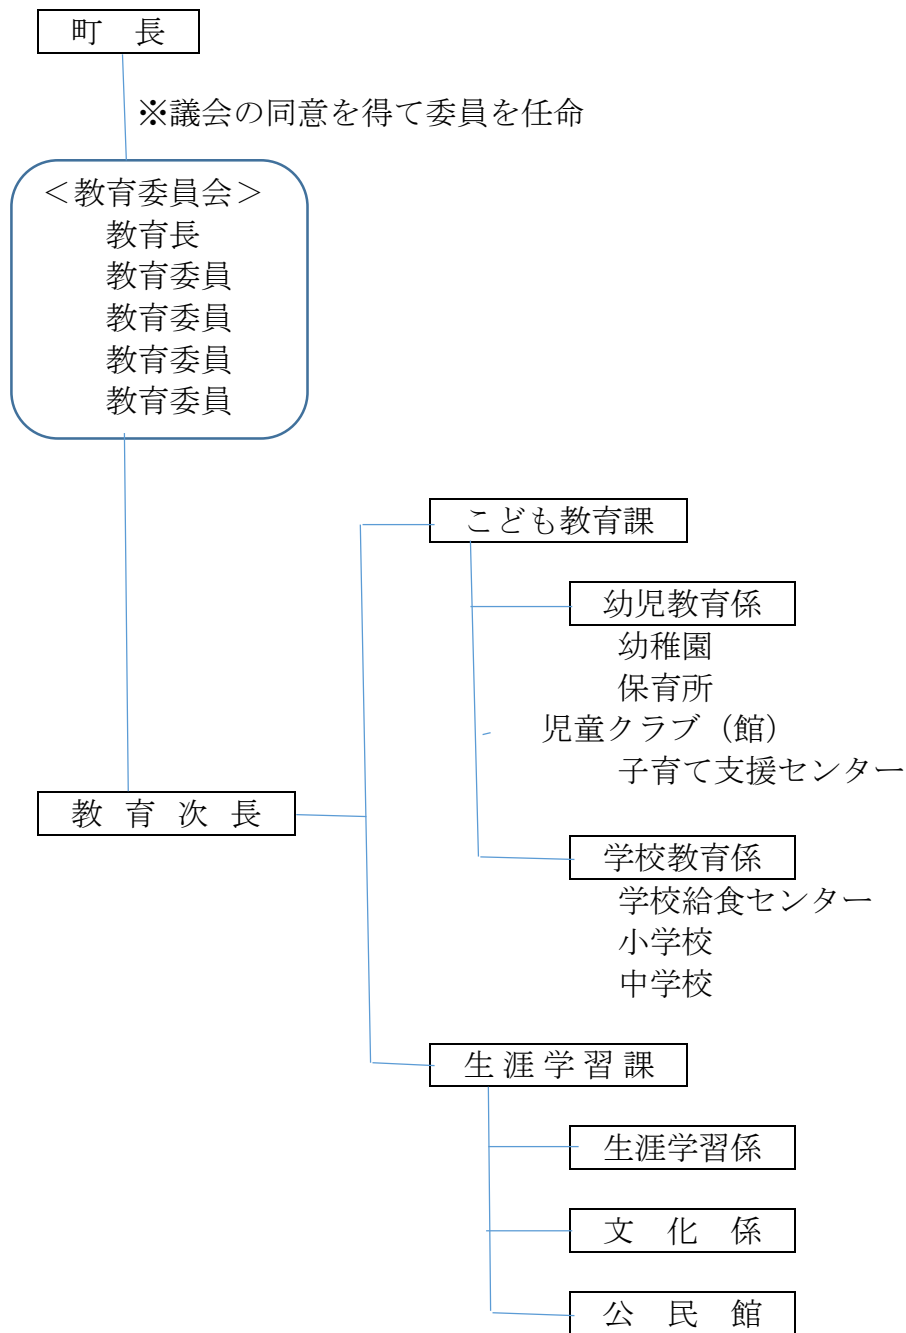 町　長
※議会の同意を得て委員を任命
＜教育委員会＞
教育長
教育委員
教育委員
教育委員
教育委員
こども教育課
幼児教育係
幼稚園
保育所
児童クラブ（館）
子育て支援センター
教 育 次 長
学校教育係
学校給食センター
小学校
中学校
生 涯 学 習 課
生涯学習係
文　化　係
公　民　館